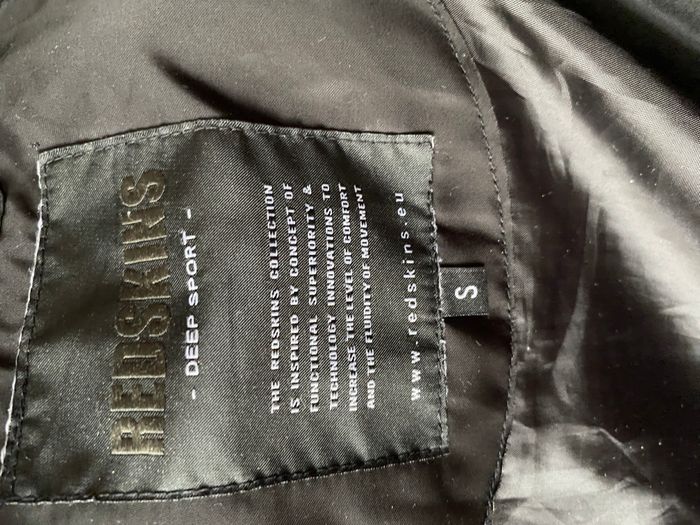 REDSKINS
- DEEP SPORT -
THE REDSKINS COLLECTION
IS INSPIRED BY CONCEPT OF
FUNCTIONAL SUPERIORITY &
TECHNOLOGY INNOVATIONS TO
INCREASE THE LEVEL OF COMFORT
AND THE FLUIDITY OF MOVEMENT
www.redskins.eu
S